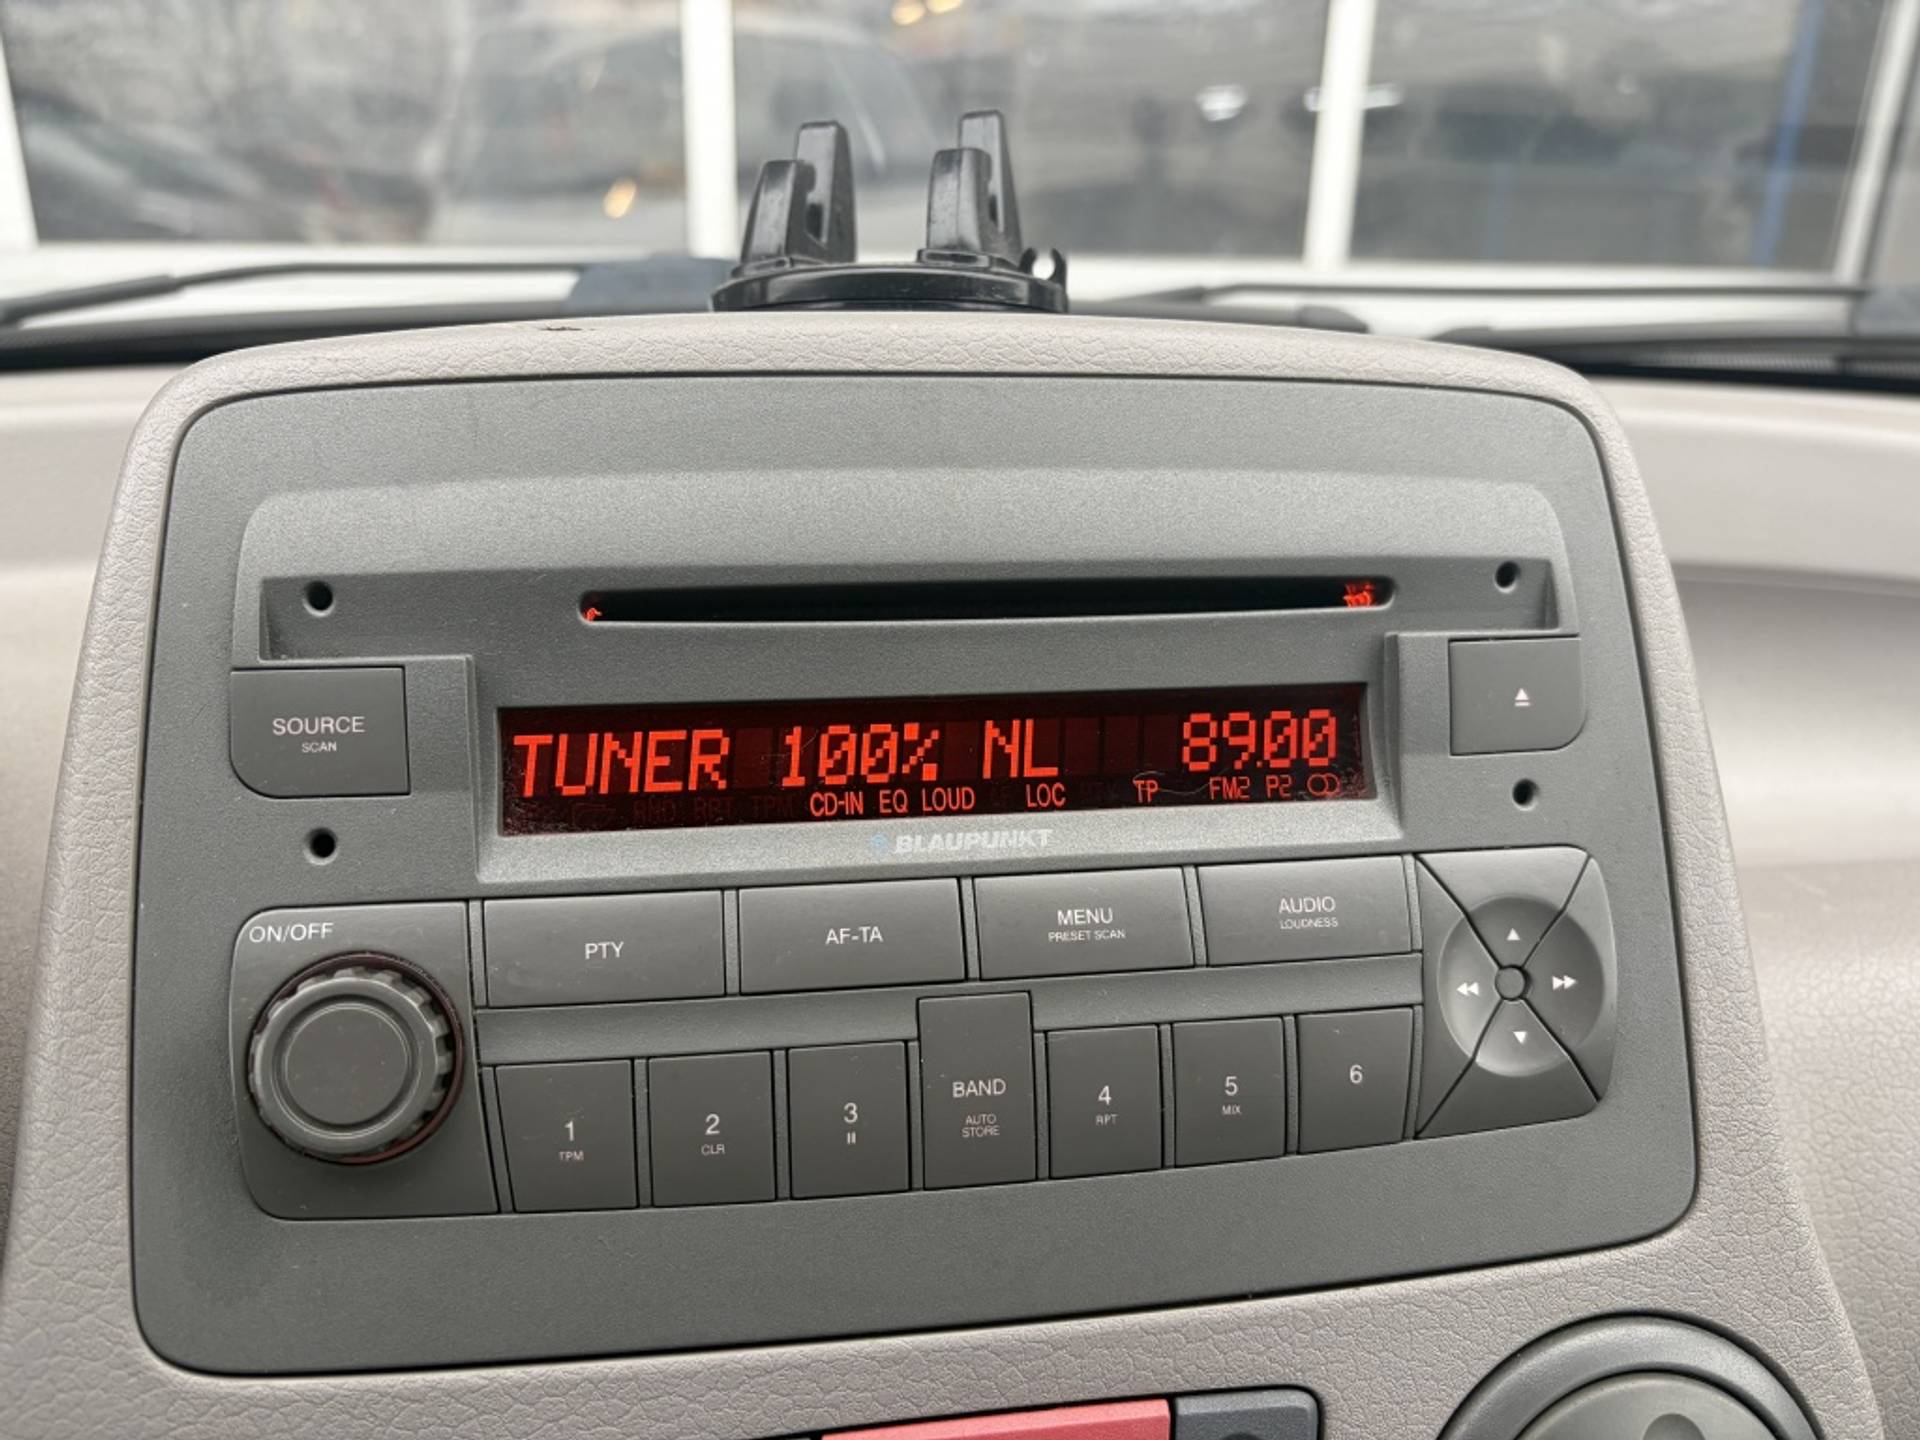 SOURCE
SCAN
TUNER 100% NL 89.00
CD-IN EQ LOUD LOC TP FM2 P2
BLAUPUNKT
ON/OFF
PTY
AF-TA
MENU
PRESET SCAN
AUDIO
LOUDNESS
1
TPM
2
CLR
3
BAND
AUTO
STORE
4
RPT
5
MIX
6